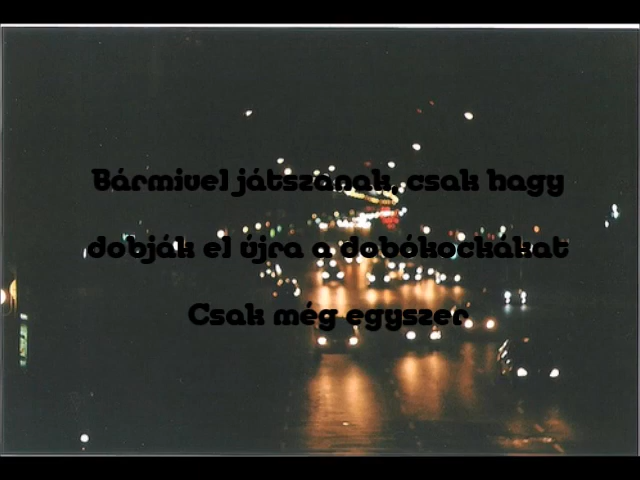 Bármivel játszanak, csak hagy
dobják el újra a dobókockákat
Csak még egyszer